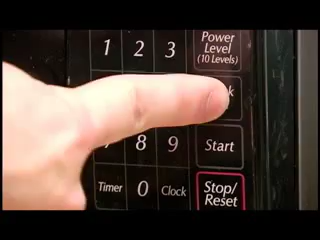 1 2 3
Power
Level
(10 Levels)
8 9
Start
Timer 0 Clock
Stop/
Reset